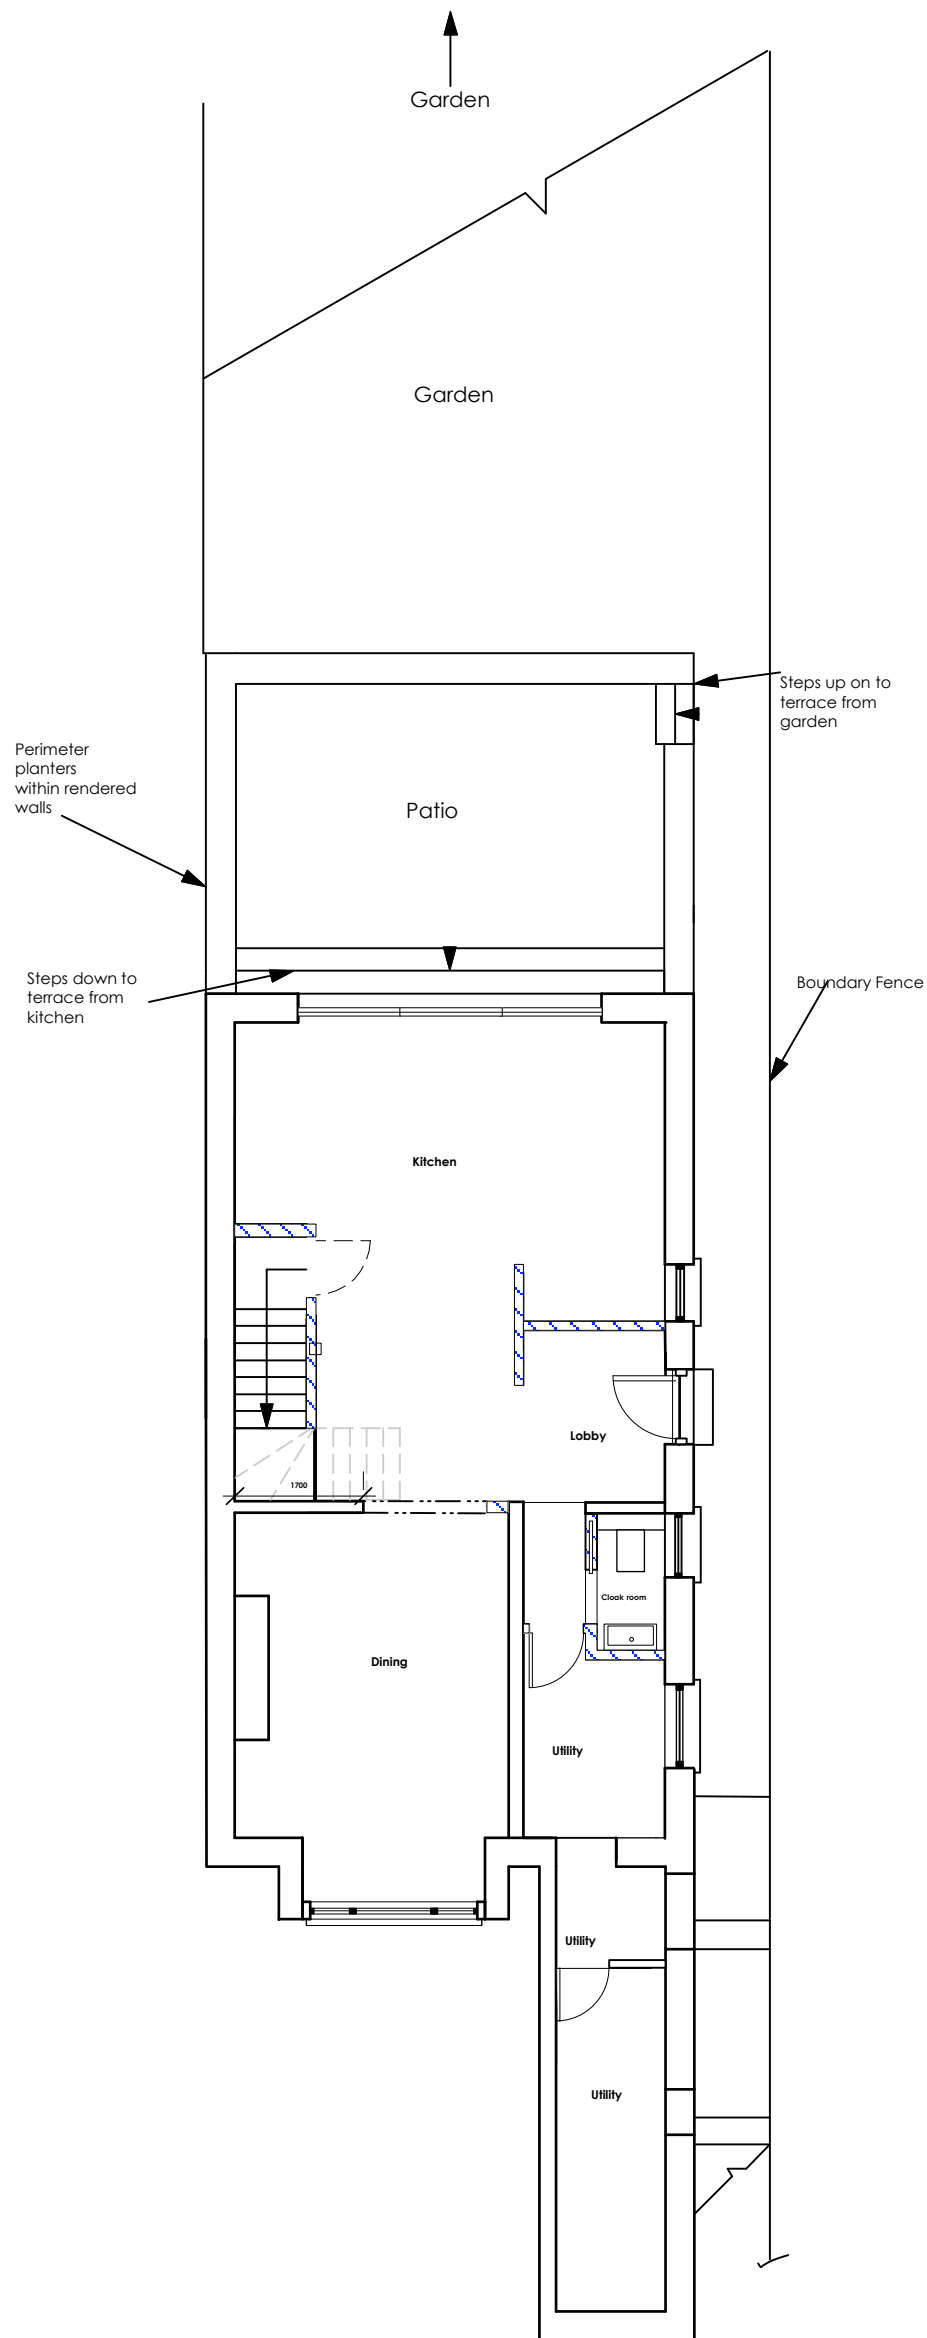 Garden
Garden
Steps up on to
terrace from
garden
Perimeter
planters
within rendered
walls
Patio
Steps down to
terrace from
kitchen
Boundary Fence
Kitchen
Lobby
1700
Cloak room
Dining
Utility
Utility
Utility